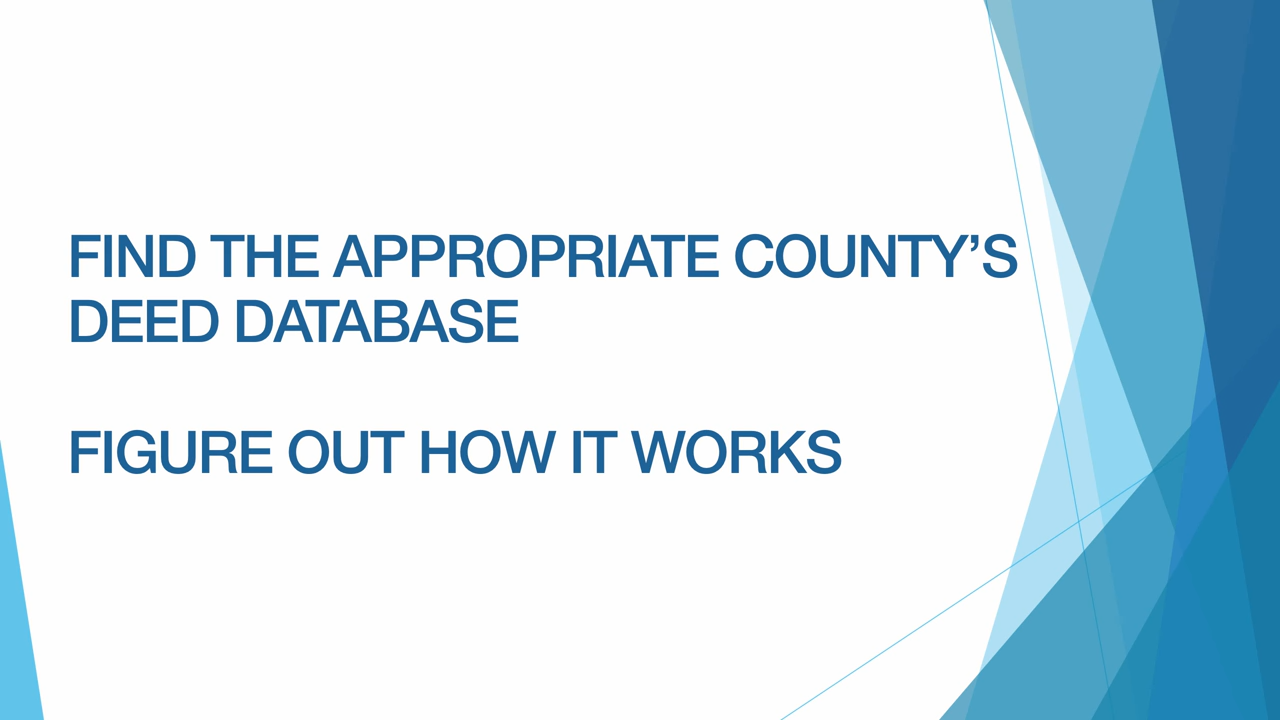 FIND THE APPROPRIATE COUNTY’S
DEED DATABASE
FIGURE OUT HOW IT WORKS